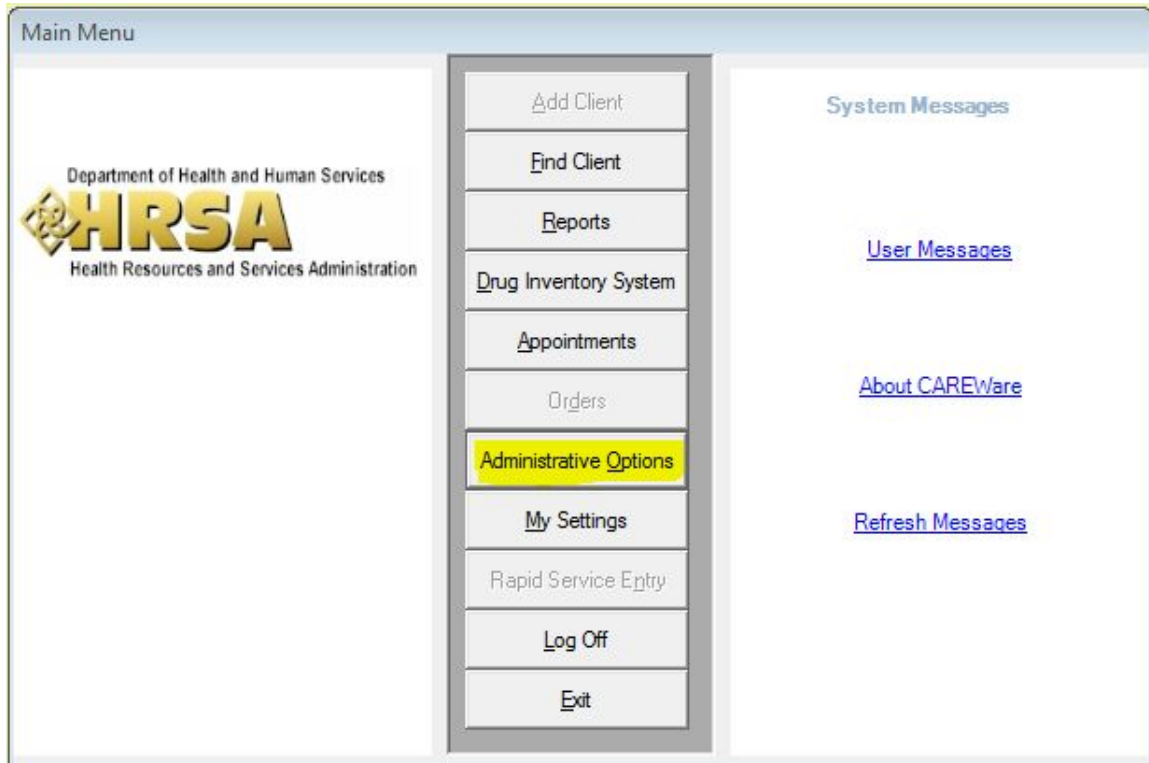 Main Menu
Department of Health and Human Services
HRSA
Health Resources and Services Administration
Add Client
Find Client
Reports
Drug Inventory System
Appointments
Orders
Administrative Options
My Settings
Rapid Service Entry
Log Off
Exit
System Messages
User Messages
About CAREWare
Refresh Messages